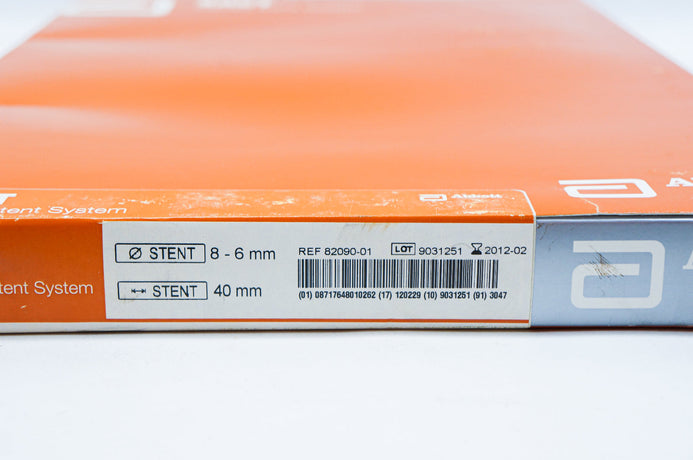 T
tent System
Abbott
A
Ø STENT 8 - 6 mm
REF 82090-01 LOT 9031251 2012-02
tent System
STENT 40 mm
(01) 08717648010262 (17) 120229 (10) 9031251 (91) 3047
A